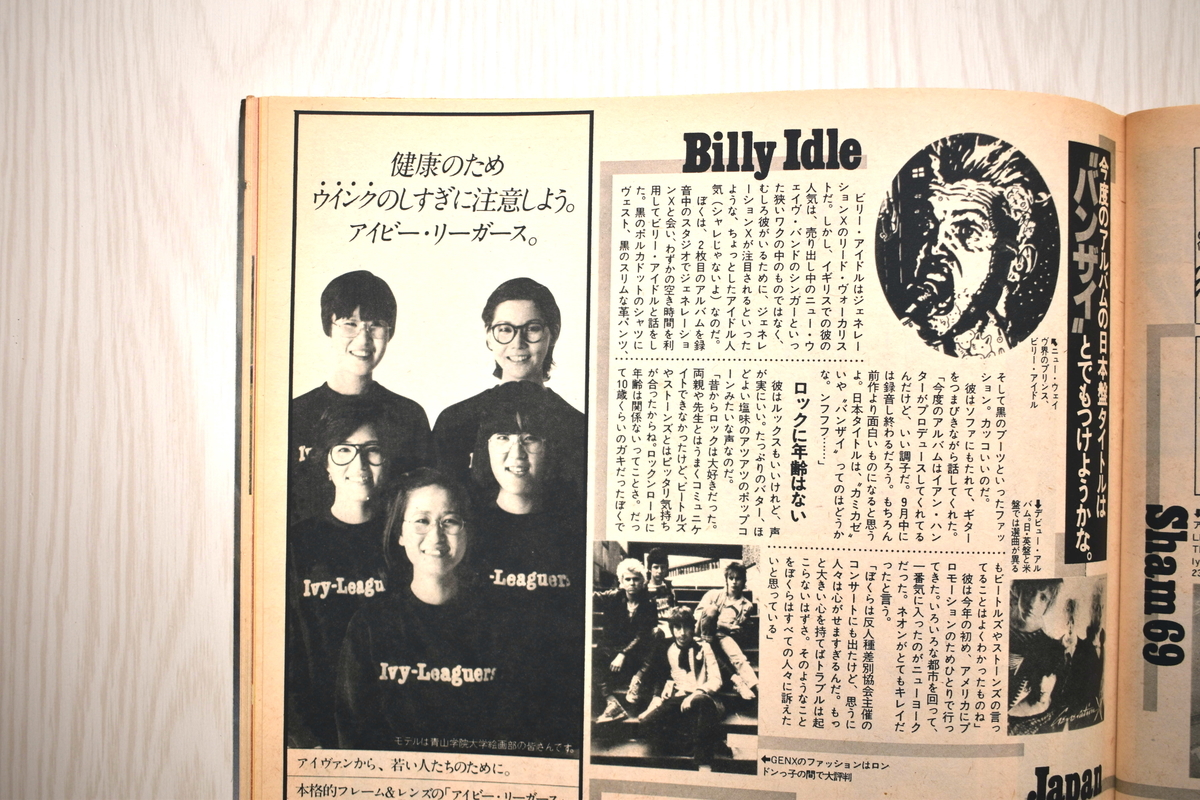 健康のため
ウインクのしすぎに注意しよう。
アイビー・リーガース。
Ivy-Leagu
-Leaguers
Ivy-Leaguers
モデルは青山学院大学絵画部の皆さんです。
アイヴァンから、若い人たちのために。
本格的フレーム&レンズの「アイビー・リーガース
今度のアルバムの日本盤タイトルは
"バンザイ"とでもつけようかな。
Billy Idle
ニュー・ウェイ
ヴ界のプリンス、
ビリー・アイドル
ビリー・アイドルはジェネレー
ションXのリード・ヴォーカリス
トだ。しかし、イギリスでの彼の
人気は、売り出し中のニュー・ウ
ェイヴ・バンドのシンガーといっ
た狭いワクの中のものではなく、
むしろ彼がいるために、ジェネレ
ーションXが注目されるといった
ような、ちょっとしたアイドル人
気(シャレじゃないよ)なのだ。
ぼくは、2枚目のアルバムを録
音中のスタジオでジェネレーショ
ンXと会い、わずかの空き時間を利
用してビリー・アイドルと話をし
た。黒のポルカドットのシャツに
ヴェスト、黒のスリムな革パンツ、
そして黒のブーツといったファッ
ション。カッコいいのだ。
彼はソファにもたれて、ギター
をつまびきながら話してくれた。
「今度のアルバムはイアン・ハン
ターがプロデュースしてくれてる
んだけど、いい調子だ。9月中に
は録音し終わるだろう。もちろん
前作より面白いものになると思う
よ。日本タイトルは、"カミカゼ"
いや"バンザイ"ってのはどうか
な。ンフフ……」
ロックに年齢はない
彼はルックスもいいけれど、声
が実にいい。たっぷりのバター、ほ
どよい塩味のアツアツのポップコ
ーンみたいな声なのだ。
「昔からロックは大好きだった。
両親や先生とはうまくコミュニケ
イトできなかったけど、ビートルズ
やストーンズとはピッタリ気持ち
が合ったからね。ロックンロールに
年齢は関係ないってことさ。だっ
て10歳くらいのガキだったぼくで
デビュー・アル
バム。日・英盤と米
盤では選曲が異る
もビートルズやストーンズの言っ
てることはよくわかったものね」
彼は今年の初め、アメリカにプ
ロモーションのためひとりで行っ
てきた。いろいろな都市を回って、
一番気に入ったのがニューヨーク
だった。ネオンがとてもキレイだ
ったと言う。
「ぼくらは反人種差別協会主催の
コンサートにも出たけど、思うに
人々は心がせますぎるんだ。もっ
と大きい心を持てばトラブルは起
こらないはずさ。そのようなこと
をぼくらはすべての人々に訴えた
いと思っている」
⬅GENXのファッションはロン
ドンっ子の間で大評判
Japan
Sham 69